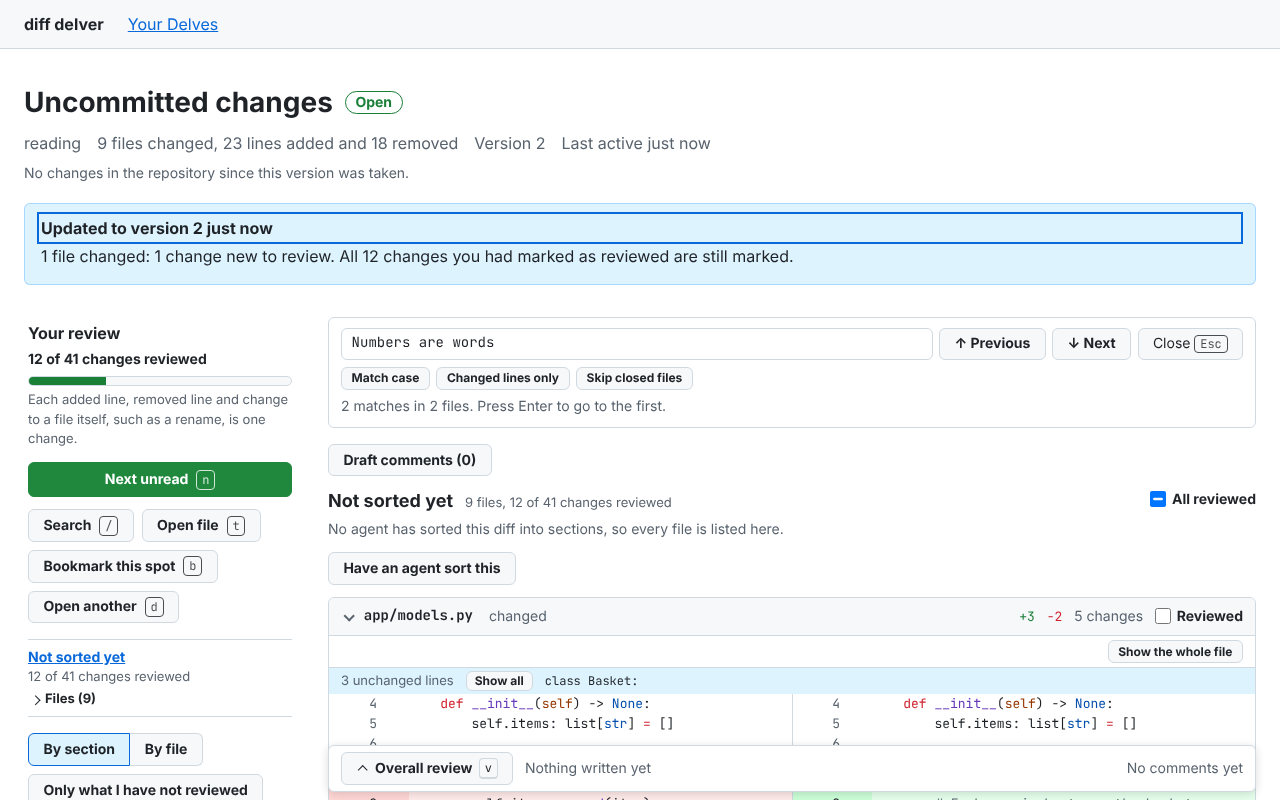 diff delver Your Delves
Uncommitted changes Open
reading 9 files changed, 23 lines added and 18 removed Version 2 Last active just now
No changes in the repository since this version was taken.
Updated to version 2 just now
1 file changed: 1 change new to review. All 12 changes you had marked as reviewed are still marked.
Your review
12 of 41 changes reviewed
Each added line, removed line and change
to a file itself, such as a rename, is one
change.
Next unread n
Search / Open file t
Bookmark this spot b
Open another d
Not sorted yet
12 of 41 changes reviewed
Files (9)
By section By file
Only what I have not reviewed
Numbers are words ↑ Previous ↓ Next Close Esc
Match case Changed lines only Skip closed files
2 matches in 2 files. Press Enter to go to the first.
Draft comments (0)
Not sorted yet 9 files, 12 of 41 changes reviewed All reviewed
No agent has sorted this diff into sections, so every file is listed here.
Have an agent sort this
app/models.py changed +3 -2 5 changes Reviewed
Show the whole file
3 unchanged lines Show all class Basket:
4 def __init__(self) -> None: 4 def __init__(self) -> None:
5 self.items: list[str] = [] 5 self.items: list[str] = []
Overall review v Nothing written yet No comments yet